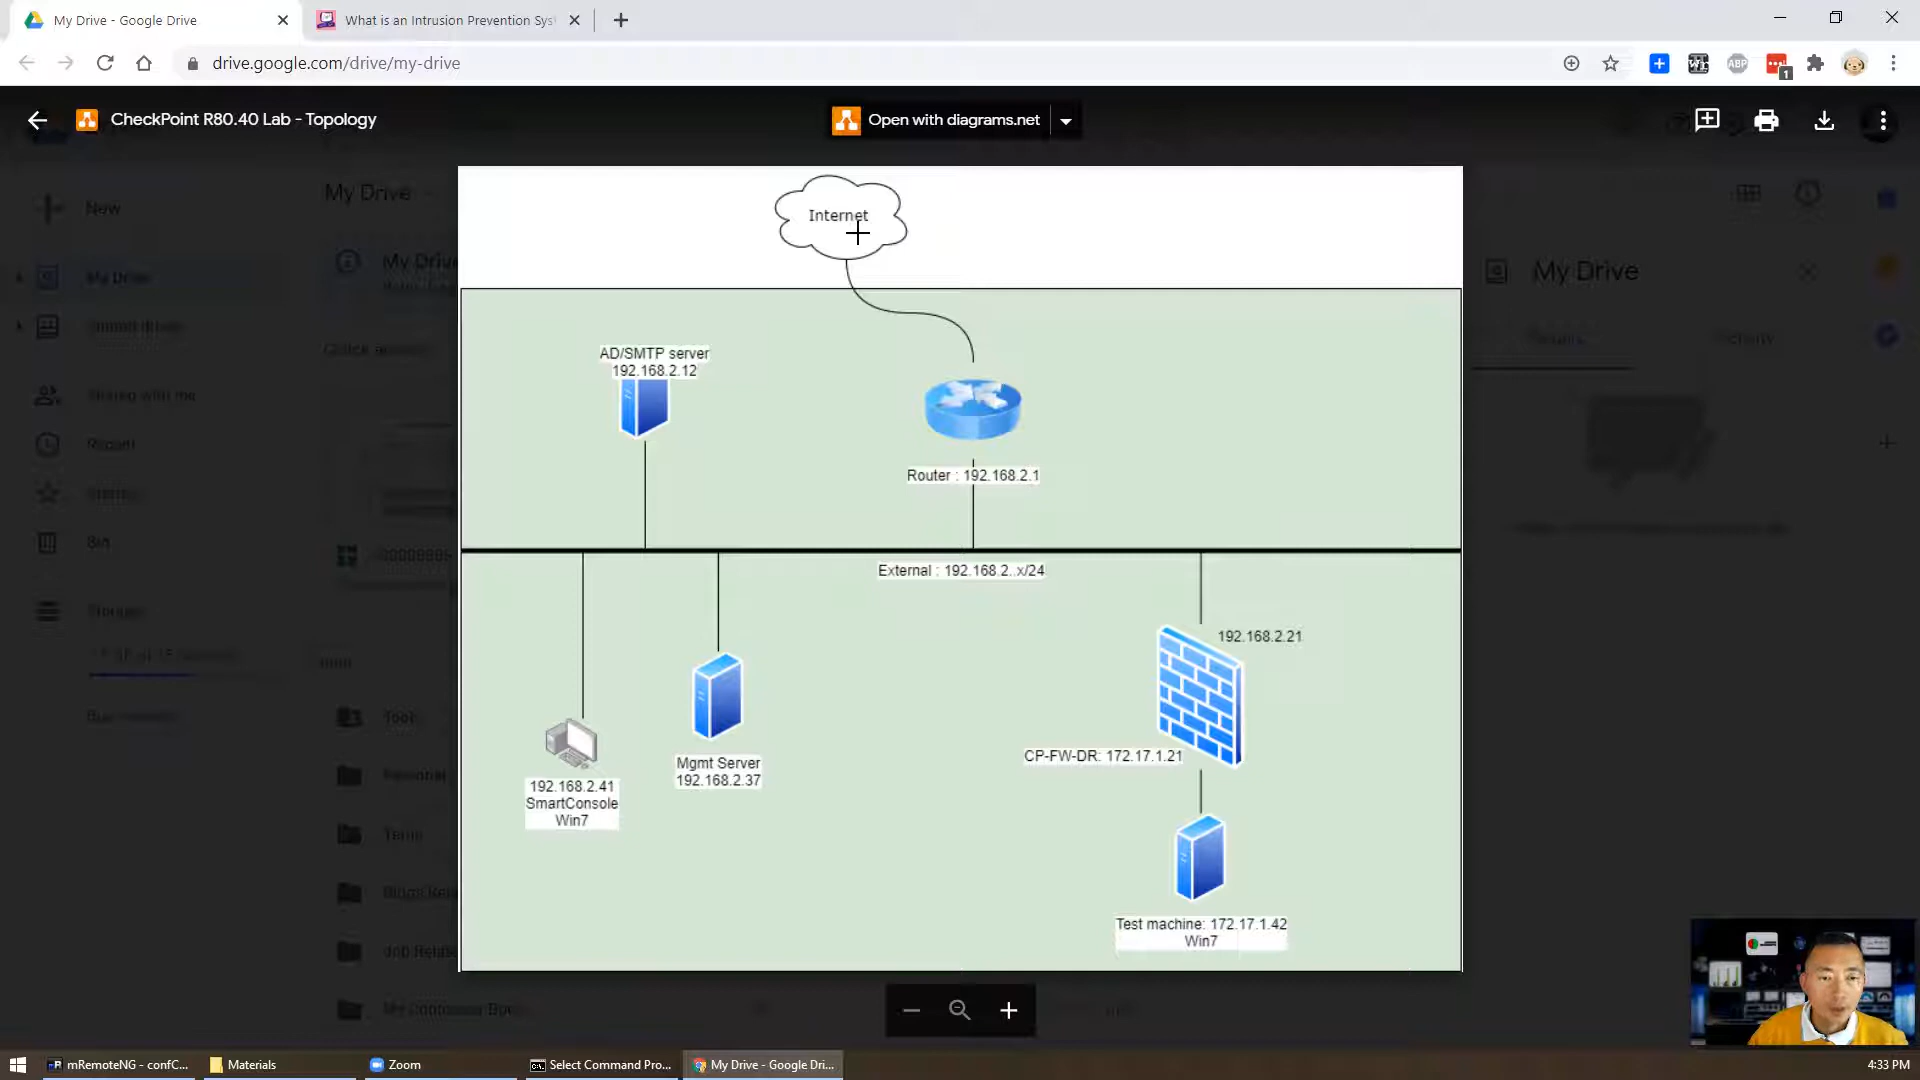 My Drive - Google Drive
What is an Intrusion Prevention Sys
drive.google.com/drive/my-drive
ABP
1
CheckPoint R80.40 Lab - Topology
Open with diagrams.net
New
My Drive
My Drive
My Drive
My Drive
Shared with me
Recent
Bin
Storage
Internet
AD/SMTP server
192.168.2.12
Router : 192.168.2.1
External : 192.168.2..x/24
192.168.2.21
CP-FW-DR: 172.17.1.21
Mgmt Server
192.168.2.37
192.168.2.41
SmartConsole
Win7
Test machine: 172.17.1.42
Win7
mRemoteNG - confC...
Materials
Zoom
Select Command Pro...
My Drive - Google Dri...
4:33 PM